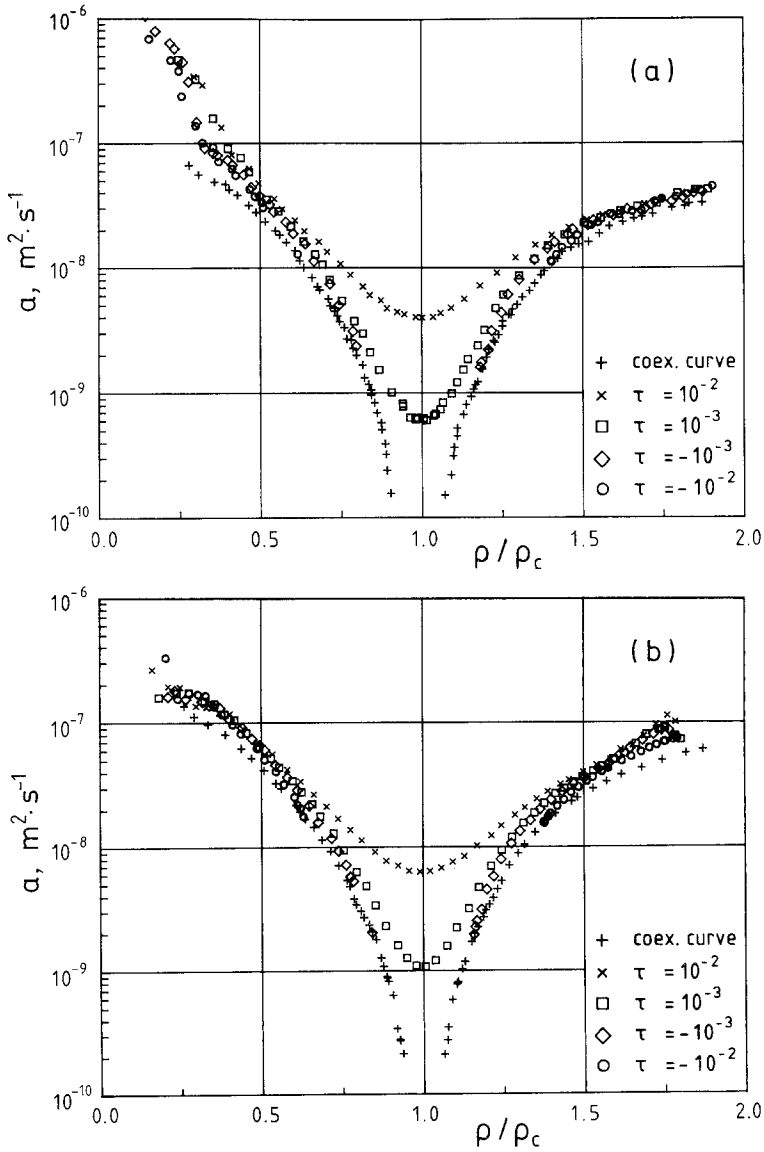 10⁻⁶
(a)
10⁻⁷
a, m²·s⁻¹
10⁻⁸
+ coex. curve
10⁻⁹
× τ = 10⁻²
□ τ = 10⁻³
◇ τ = -10⁻³
○ τ = -10⁻²
10⁻¹⁰
0.0 0.5 1.0 1.5 2.0
ρ/ρc
10⁻⁶
(b)
10⁻⁷
a, m²·s⁻¹
10⁻⁸
+ coex. curve
10⁻⁹
× τ = 10⁻²
□ τ = 10⁻³
◇ τ = -10⁻³
○ τ = -10⁻²
10⁻¹⁰
0.0 0.5 1.0 1.5 2.0
ρ/ρc